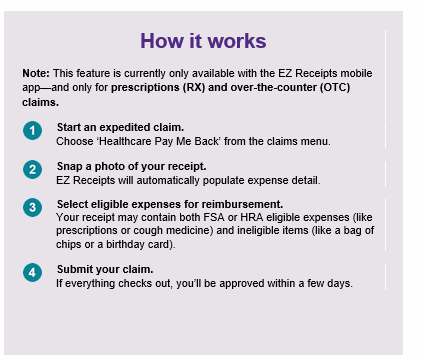 How it works
Note: This feature is currently only available with the EZ Receipts mobile
app—and only for prescriptions (RX) and over-the-counter (OTC)
claims.
1 Start an expedited claim.
Choose ‘Healthcare Pay Me Back’ from the claims menu.
2 Snap a photo of your receipt.
EZ Receipts will automatically populate expense detail.
3 Select eligible expenses for reimbursement.
Your receipt may contain both FSA or HRA eligible expenses (like
prescriptions or cough medicine) and ineligible items (like a bag of
chips or a birthday card).
4 Submit your claim.
If everything checks out, you’ll be approved within a few days.